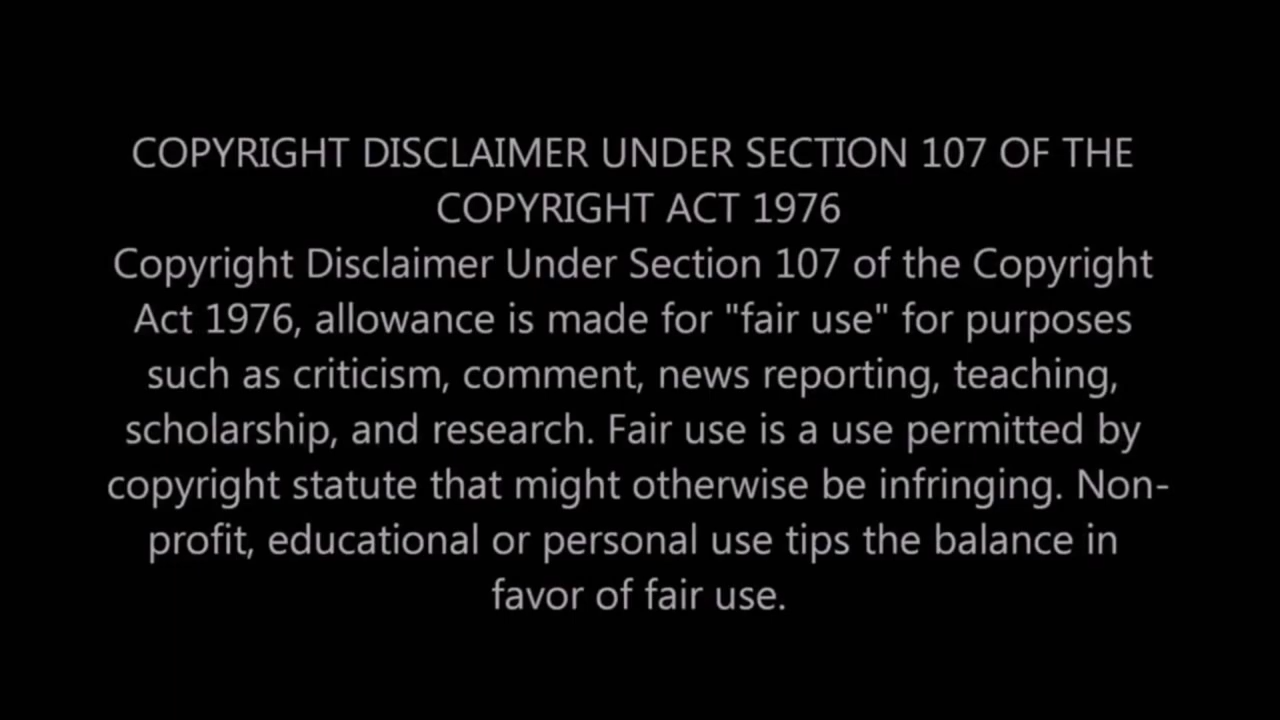 COPYRIGHT DISCLAIMER UNDER SECTION 107 OF THE
COPYRIGHT ACT 1976
Copyright Disclaimer Under Section 107 of the Copyright
Act 1976, allowance is made for "fair use" for purposes
such as criticism, comment, news reporting, teaching,
scholarship, and research. Fair use is a use permitted by
copyright statute that might otherwise be infringing. Non-
profit, educational or personal use tips the balance in
favor of fair use.